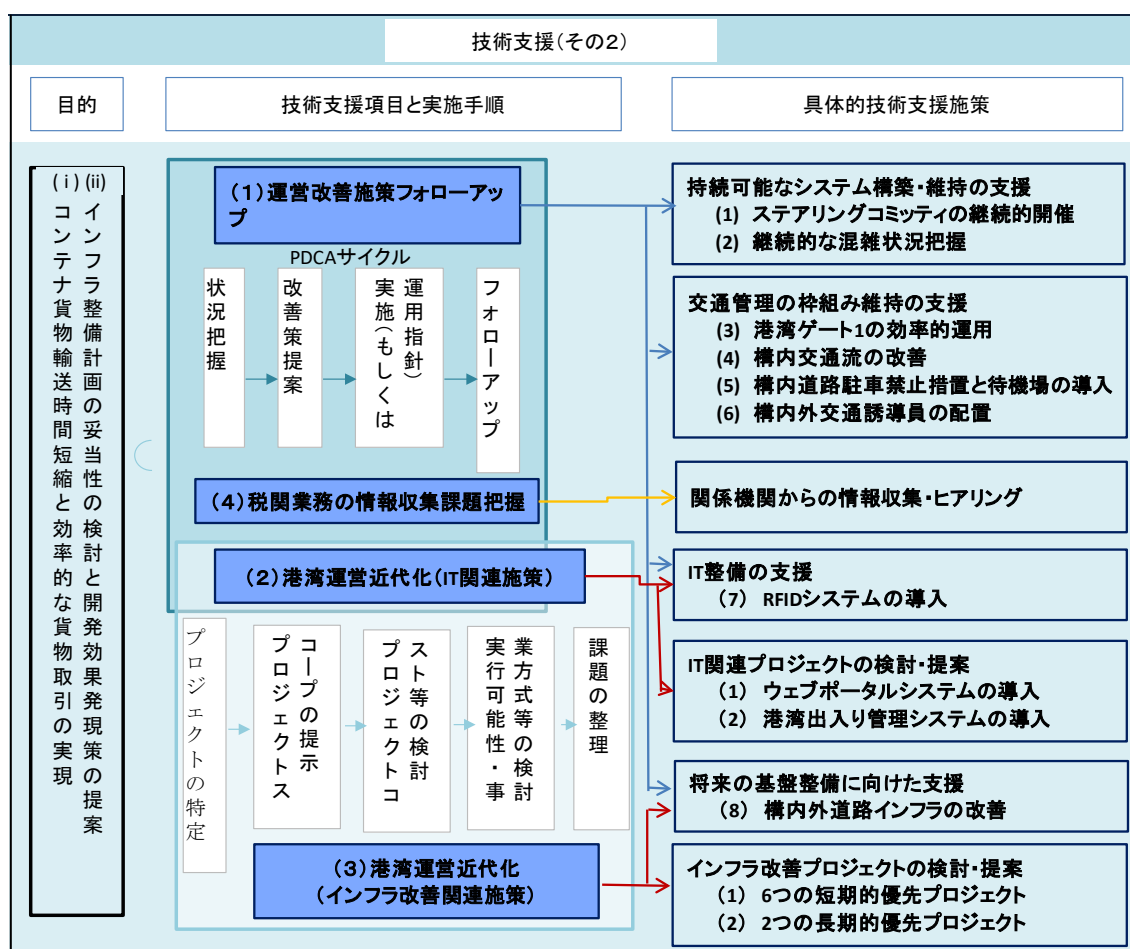 技術支援(その2)
目的
技術支援項目と実施手順
具体的技術支援施策
(ⅰ)コンテナ貨物輸送時間短縮と効率的な貨物取引の実現
(ii)インフラ整備計画の妥当性の検討と開発効果発現策の提案
(1)運営改善施策フォローアッ
プ
PDCAサイクル
状況把握
改善策提案
実施(もしくは
運用指針)
フォローアップ
(4)税関業務の情報収集課題把握
(2)港湾運営近代化(IT関連施策)
プロジェクトの特定
プロジェクトス
コープの提示
プロジェクトコ
スト等の検討
実行可能性・事
業方式等の検討
課題の整理
(3)港湾運営近代化
(インフラ改善関連施策)
持続可能なシステム構築・維持の支援
(1) ステアリングコミッティの継続的開催
(2) 継続的な混雑状況把握
交通管理の枠組み維持の支援
(3) 港湾ゲート1の効率的運用
(4) 構内交通流の改善
(5) 構内道路駐車禁止措置と待機場の導入
(6) 構内外交通誘導員の配置
関係機関からの情報収集・ヒアリング
IT整備の支援
(7) RFIDシステムの導入
IT関連プロジェクトの検討・提案
(1) ウェブポータルシステムの導入
(2) 港湾出入り管理システムの導入
将来の基盤整備に向けた支援
(8) 構内外道路インフラの改善
インフラ改善プロジェクトの検討・提案
(1) 6つの短期的優先プロジェクト
(2) 2つの長期的優先プロジェクト